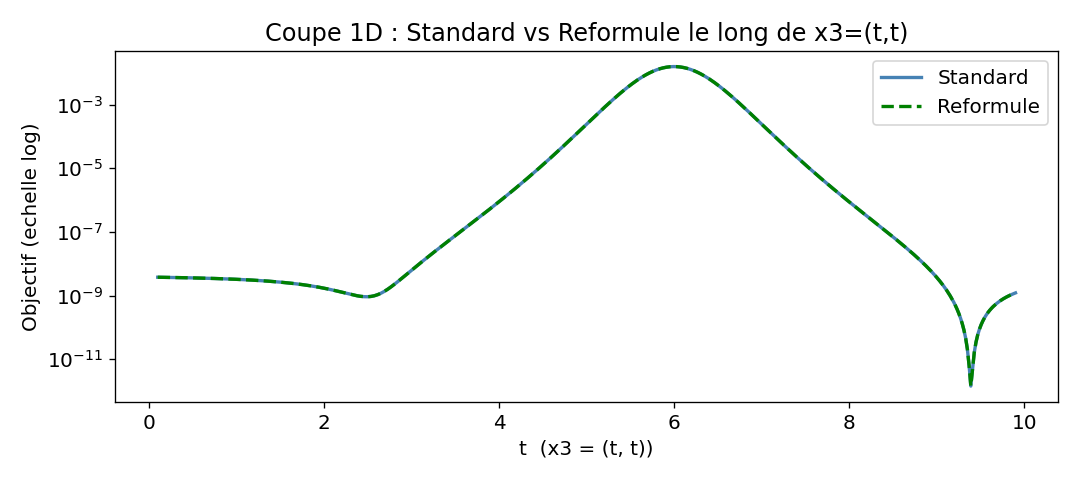 Coupe 1D : Standard vs Reformule le long de x3=(t,t)
Standard
Reformule
Objectif (echelle log)
10⁻³
10⁻⁵
10⁻⁷
10⁻⁹
10⁻¹¹
0 2 4 6 8 10
t (x3 = (t, t))